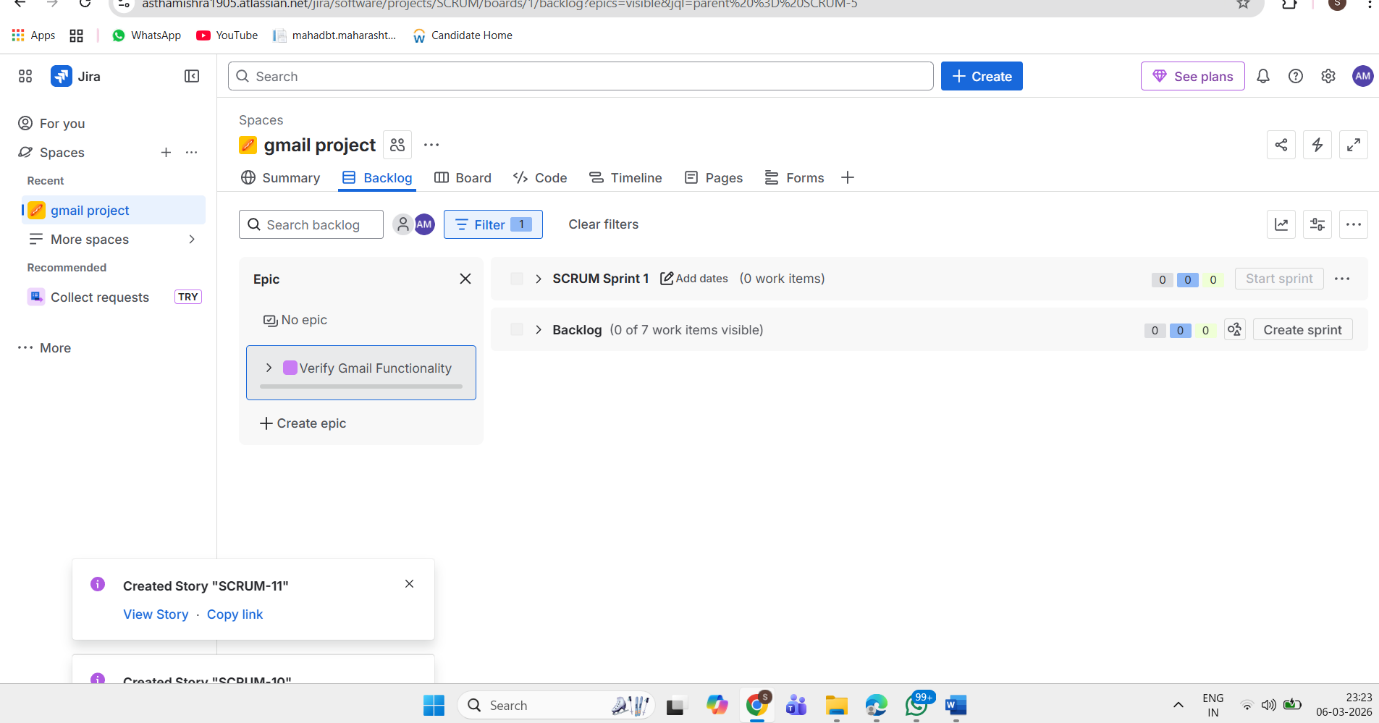 asthamishra1905.atlassian.net/jira/software/projects/SCRUM/boards/1/backlog?epics=visible&jql=parent%20%3D%20SCRUM-5
S
Apps
WhatsApp
YouTube
mahadbt.maharasht...
Candidate Home
Jira
Search
+ Create
See plans
AM
For you
Spaces
Recent
gmail project
More spaces
Recommended
Collect requests
TRY
More
Spaces
gmail project
Summary
Backlog
Board
Code
Timeline
Pages
Forms
Search backlog
AM
Filter 1
Clear filters
Epic
No epic
Verify Gmail Functionality
+ Create epic
SCRUM Sprint 1 Add dates (0 work items)
0 0 0
Start sprint
Backlog (0 of 7 work items visible)
0 0 0
Create sprint
Created Story "SCRUM-11"
View Story · Copy link
Created Story "SCRUM-10"
Search
S
99+
ENG
IN
23:23
06-03-2026